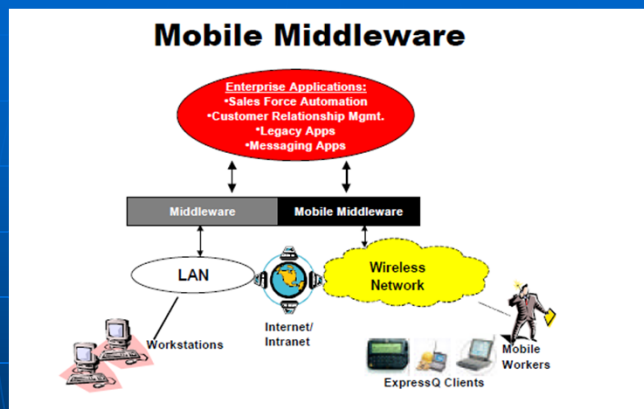 Mobile Middleware
Enterprise Applications:
•Sales Force Automation
•Customer Relationship Mgmt.
•Legacy Apps
•Messaging Apps
Middleware
Mobile Middleware
LAN
Wireless
Network
Internet/
Intranet
Workstations
Mobile
Workers
ExpressQ Clients